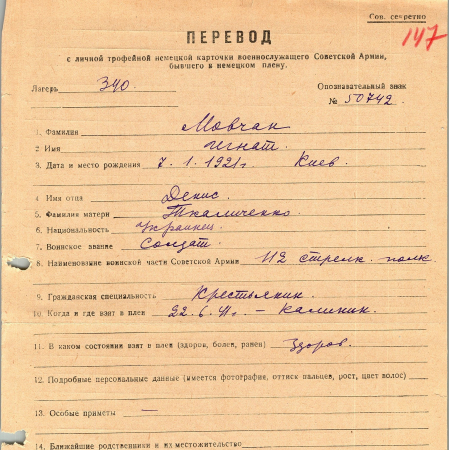 Сов. секретно
147
ПЕРЕВОД
с личной трофейной немецкой карточки военнослужащего Советской Армии,
бывшего в немецком плену.
Лагерь 340. Опознавательный знак
№ 50742
1. Фамилия Мовчан
2 Имя Игнат
3. Дата и место рождения 7. 1. 1921г. Киев.
4 Имя отца Денис
5. Фамилия матери Ткаличенко
6. Национальность Украинец
7. Воинское звание Солдат
8. Наименование воинской части Советской Армии 112 стрелк. полк
9. Гражданская специальность Крестьянин.
10. Когда и где взят в плен 22.6.41г. – Калинин.
11. В каком состоянии взят в плен (здоров, болен, ранен) Здоров.
12. Подробные персональные данные (имеется фотография, оттиск пальцев, рост, цвет волос)
13. Особые приметы —
14. Ближайшие родственники и их местожительство